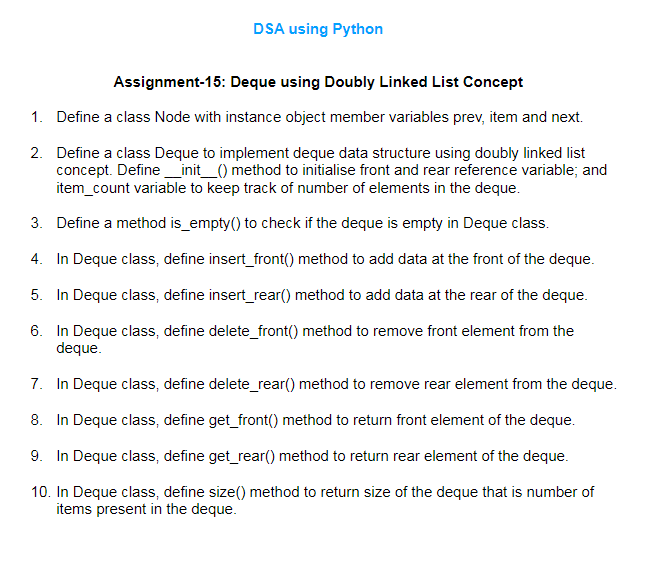 DSA using Python
Assignment-15: Deque using Doubly Linked List Concept
1. Define a class Node with instance object member variables prev, item and next.
2. Define a class Deque to implement deque data structure using doubly linked list
concept. Define __init__() method to initialise front and rear reference variable; and
item_count variable to keep track of number of elements in the deque.
3. Define a method is_empty() to check if the deque is empty in Deque class.
4. In Deque class, define insert_front() method to add data at the front of the deque.
5. In Deque class, define insert_rear() method to add data at the rear of the deque.
6. In Deque class, define delete_front() method to remove front element from the
deque.
7. In Deque class, define delete_rear() method to remove rear element from the deque.
8. In Deque class, define get_front() method to return front element of the deque.
9. In Deque class, define get_rear() method to return rear element of the deque.
10. In Deque class, define size() method to return size of the deque that is number of
items present in the deque.